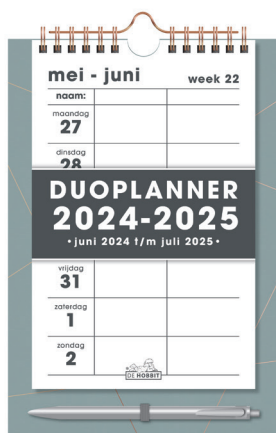 mei - juni
week 22
naam:
maandag
27
dinsdag
28
DUOPLANNER
2024-2025
• juni 2024 t/m juli 2025 •
vrijdag
31
zaterdag
1
zondag
2
DE HOBBIT